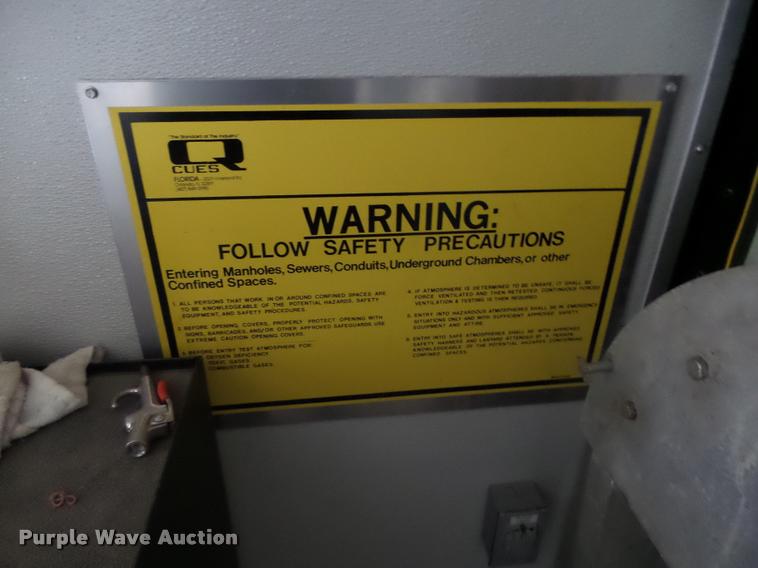 "The Standard of The Industry"
Q
CUES
FLORIDA
Orlando, FL
WARNING:
FOLLOW SAFETY PRECAUTIONS
Entering Manholes, Sewers, Conduits, Underground Chambers, or other
Confined Spaces.
1. ALL PERSONS THAT WORK IN OR AROUND CONFINED SPACES ARE
TO BE KNOWLEDGEABLE OF THE POTENTIAL HAZARDS, SAFETY
EQUIPMENT, AND SAFETY PROCEDURES.
2. BEFORE OPENING COVERS, PROPERLY PROTECT OPENING WITH
SIGNS, BARRICADES, AND/OR OTHER APPROVED SAFEGUARDS. USE
EXTREME CAUTION OPENING COVERS.
3. BEFORE ENTRY TEST ATMOSPHERE FOR:
OXYGEN DEFICIENCY
TOXIC GASES
COMBUSTIBLE GASES
4. IF ATMOSPHERE IS DETERMINED TO BE UNSAFE, IT SHALL BE
FORCE VENTILATED AND THEN RETESTED. CONTINUOUS FORCED
VENTILATION & TESTING IS THEN REQUIRED.
5. ENTRY INTO HAZARDOUS ATMOSPHERES SHALL BE IN EMERGENCY
SITUATIONS ONLY AND WITH SUFFICIENT APPROVED SAFETY
EQUIPMENT AND ATTIRE.
6. ENTRY INTO SAFE ATMOSPHERES SHALL BE WITH APPROVED
SAFETY HARNESS AND LANYARD ATTENDED BY A PERSON
KNOWLEDGEABLE OF THE POTENTIAL HAZARDS CONCERNING
CONFINED SPACES.
Purple Wave Auction